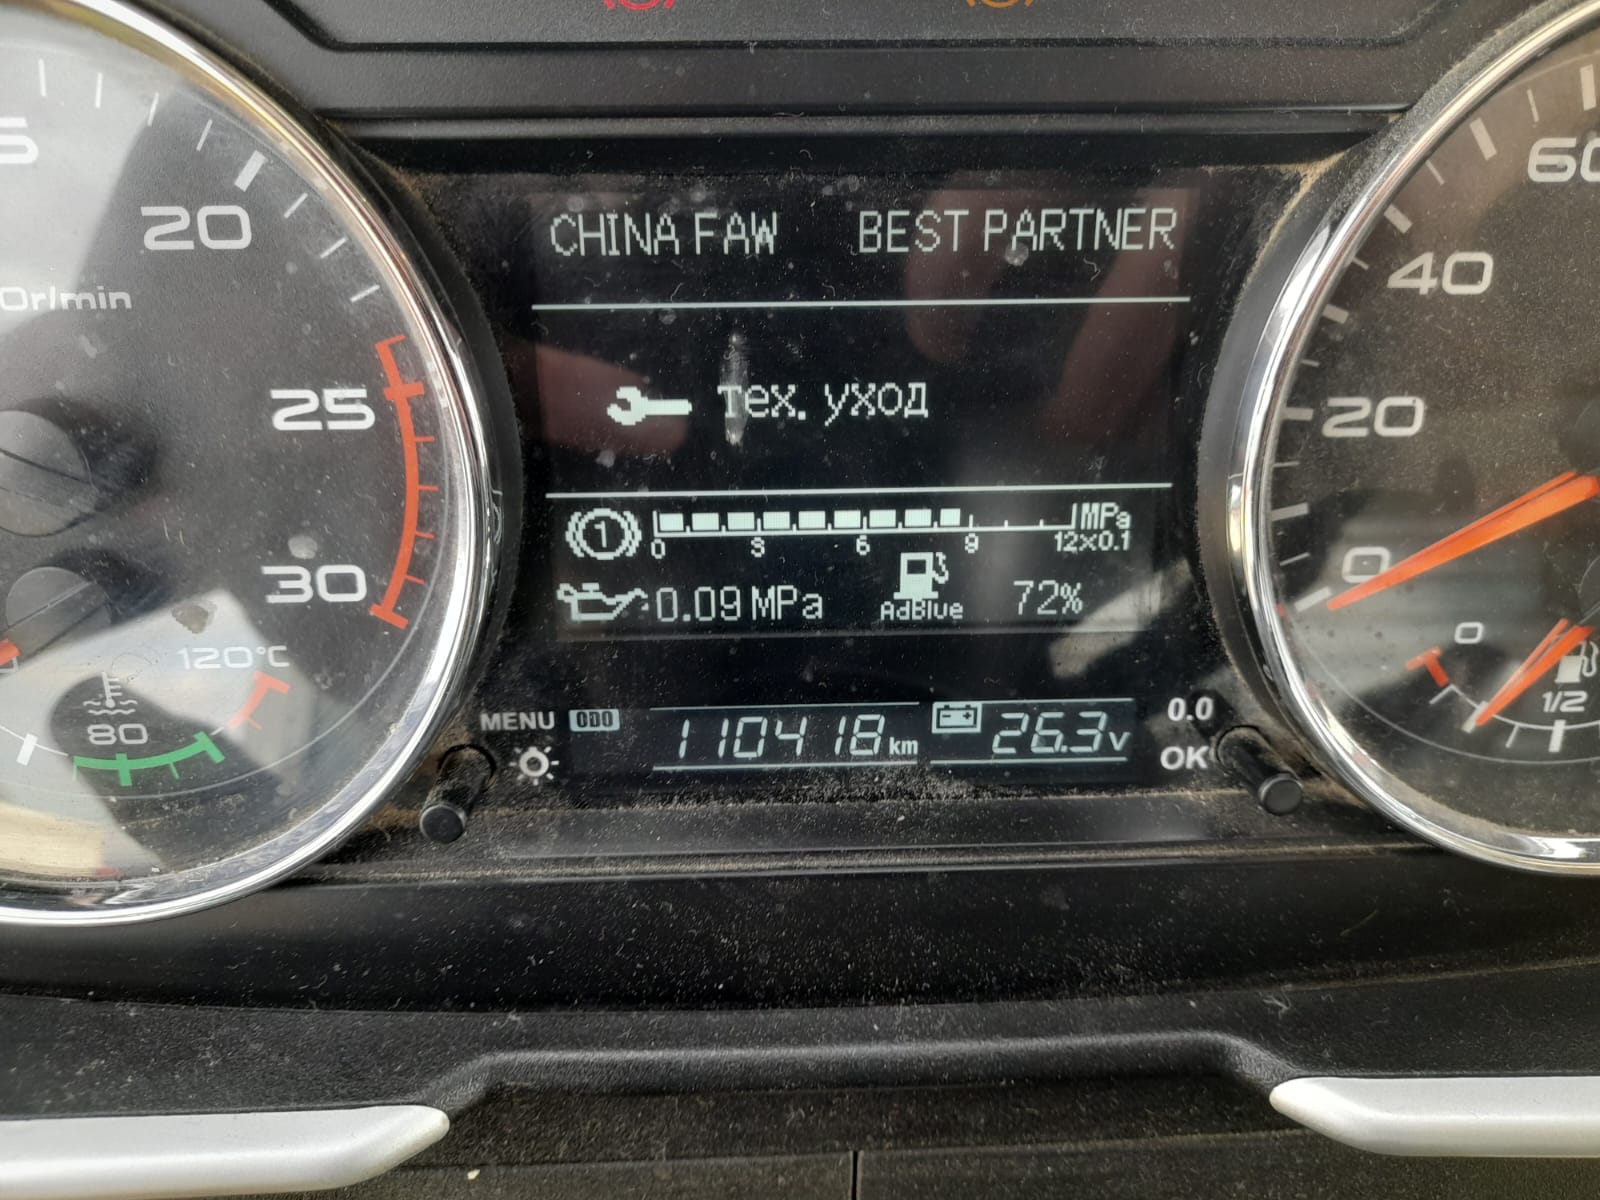 CHINA FAW BEST PARTNER
тех. уход
1 0 3 6 9 12×0.1 MPa
0.09 MPa AdBlue 72%
MENU ODO 110418 km 26.3 V 0.0
OK
20
25
30
0r/min
120°C
80
60
40
20
0
0
1/2